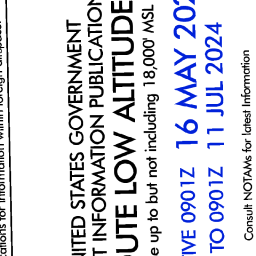 ations for information within foreign airspace.
NITED STATES GOVERNMENT
T INFORMATION PUBLICATION
UTE LOW ALTITUDE
e up to but not including 18,000' MSL
IVE 0901Z 16 MAY 202
TO 0901Z 11 JUL 2024
Consult NOTAMs for latest Information